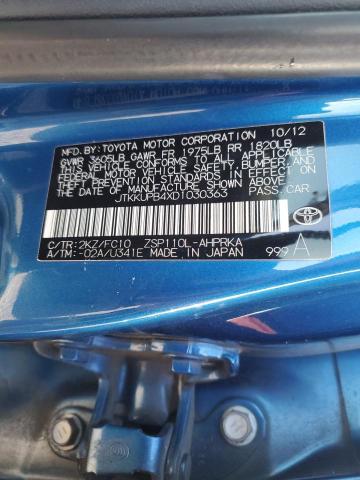 MFD. BY: TOYOTA MOTOR CORPORATION 10/12
GVWR 3605LB GAWR FR 1975LB RR 1820LB
THIS VEHICLE CONFORMS TO ALL APPLICABLE
FEDERAL MOTOR VEHICLE SAFETY, BUMPER, AND
THEFT PREVENTION STANDARDS IN EFFECT ON
THE DATE OF MANUFACTURE SHOWN ABOVE.
JTKKUPB4XD1030363 PASS. CAR
C/TR: 2KZ/FC10 ZSP110L-AHPRKA
A/TM: -02A/U341E MADE IN JAPAN 999 A